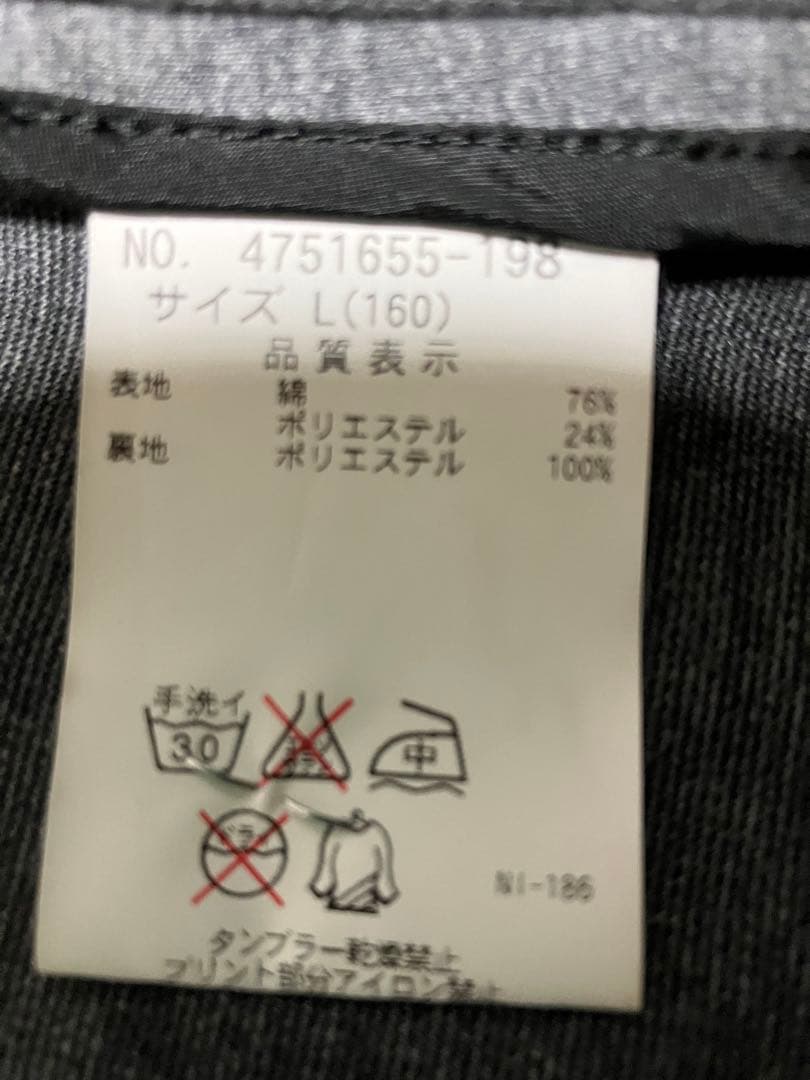 NO. 4751655-198
サイズ L(160)
品質表示
表地 綿 76%
ポリエステル 24%
裏地 ポリエステル 100%
手洗イ
30
中
ドライ
NI-186
タンブラー乾燥禁止
プリント部分アイロン禁止